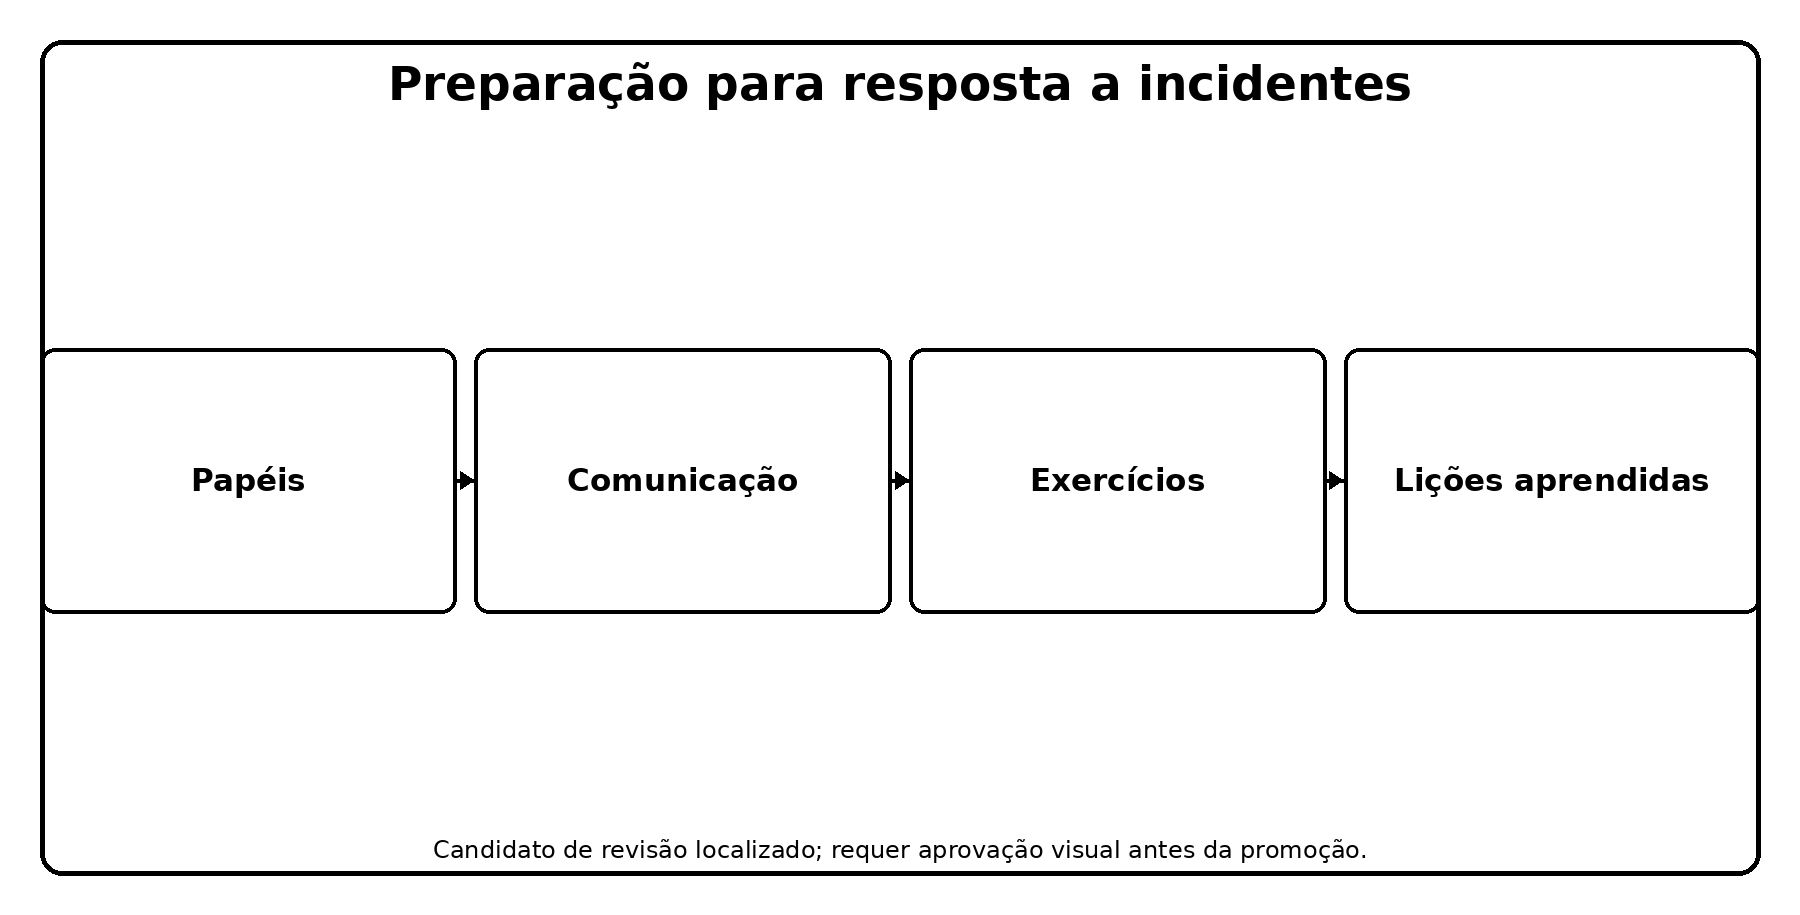 Preparação para resposta a incidentes
Papéis
Comunicação
Exercícios
Lições aprendidas
Candidato de revisão localizado; requer aprovação visual antes da promoção.